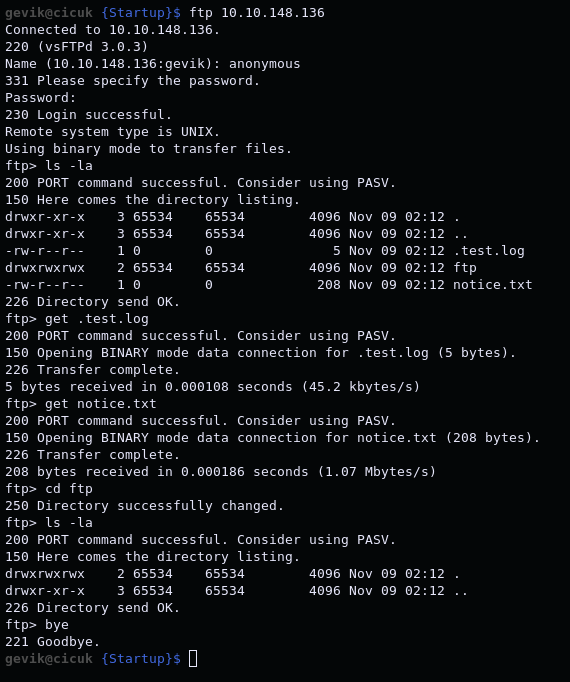 gevik@cicuk {Startup}$ ftp 10.10.148.136
Connected to 10.10.148.136.
220 (vsFTPd 3.0.3)
Name (10.10.148.136:gevik): anonymous
331 Please specify the password.
Password:
230 Login successful.
Remote system type is UNIX.
Using binary mode to transfer files.
ftp> ls -la
200 PORT command successful. Consider using PASV.
150 Here comes the directory listing.
drwxr-xr-x    3 65534    65534        4096 Nov 09 02:12 .
drwxr-xr-x    3 65534    65534        4096 Nov 09 02:12 ..
-rw-r--r--    1 0        0               5 Nov 09 02:12 .test.log
drwxrwxrwx    2 65534    65534        4096 Nov 09 02:12 ftp
-rw-r--r--    1 0        0             208 Nov 09 02:12 notice.txt
226 Directory send OK.
ftp> get .test.log
200 PORT command successful. Consider using PASV.
150 Opening BINARY mode data connection for .test.log (5 bytes).
226 Transfer complete.
5 bytes received in 0.000108 seconds (45.2 kbytes/s)
ftp> get notice.txt
200 PORT command successful. Consider using PASV.
150 Opening BINARY mode data connection for notice.txt (208 bytes).
226 Transfer complete.
208 bytes received in 0.000186 seconds (1.07 Mbytes/s)
ftp> cd ftp
250 Directory successfully changed.
ftp> ls -la
200 PORT command successful. Consider using PASV.
150 Here comes the directory listing.
drwxrwxrwx    2 65534    65534        4096 Nov 09 02:12 .
drwxr-xr-x    3 65534    65534        4096 Nov 09 02:12 ..
226 Directory send OK.
ftp> bye
221 Goodbye.
gevik@cicuk {Startup}$